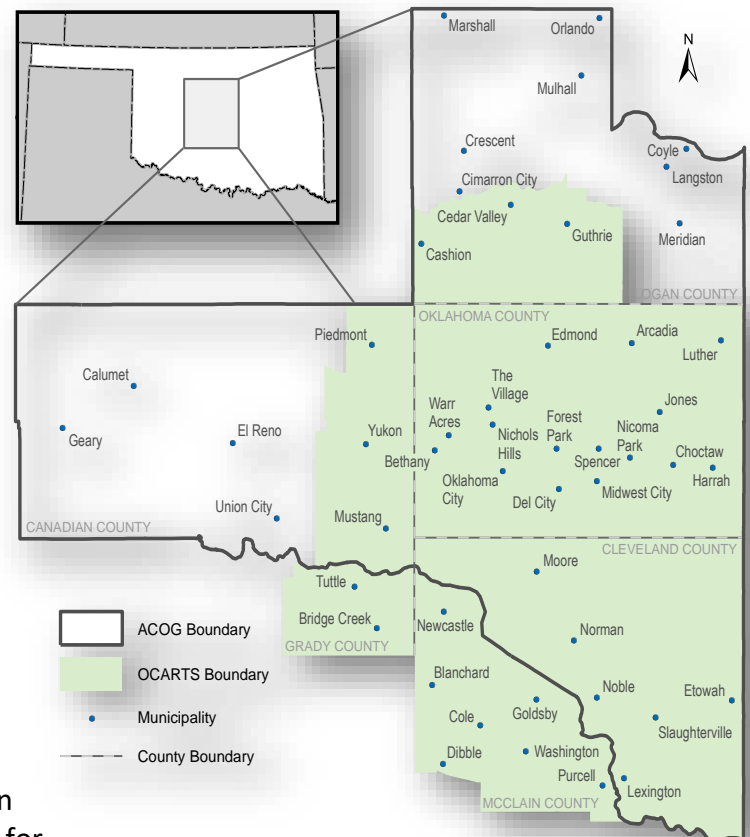 Marshall
Orlando
N
Mulhall
Crescent
Coyle
Langston
Cimarron City
Cedar Valley
Guthrie
Meridian
Cashion
OGAN COUNTY
OKLAHOMA COUNTY
Piedmont
Edmond
Arcadia
Luther
Calumet
The
Village
Jones
Geary
El Reno
Yukon
Warr
Acres
Bethany
Nichols
Hills
Forest
Park
Nicoma
Park
Spencer
Choctaw
Harrah
Oklahoma
City
Del City
Midwest City
Union City
Mustang
CANADIAN COUNTY
CLEVELAND COUNTY
Moore
Tuttle
Bridge Creek
Newcastle
Norman
GRADY COUNTY
Blanchard
Noble
Etowah
Cole
Goldsby
Slaughterville
Dibble
Washington
Purcell
Lexington
MCCLAIN COUNTY
ACOG Boundary
OCARTS Boundary
Municipality
County Boundary
n
for